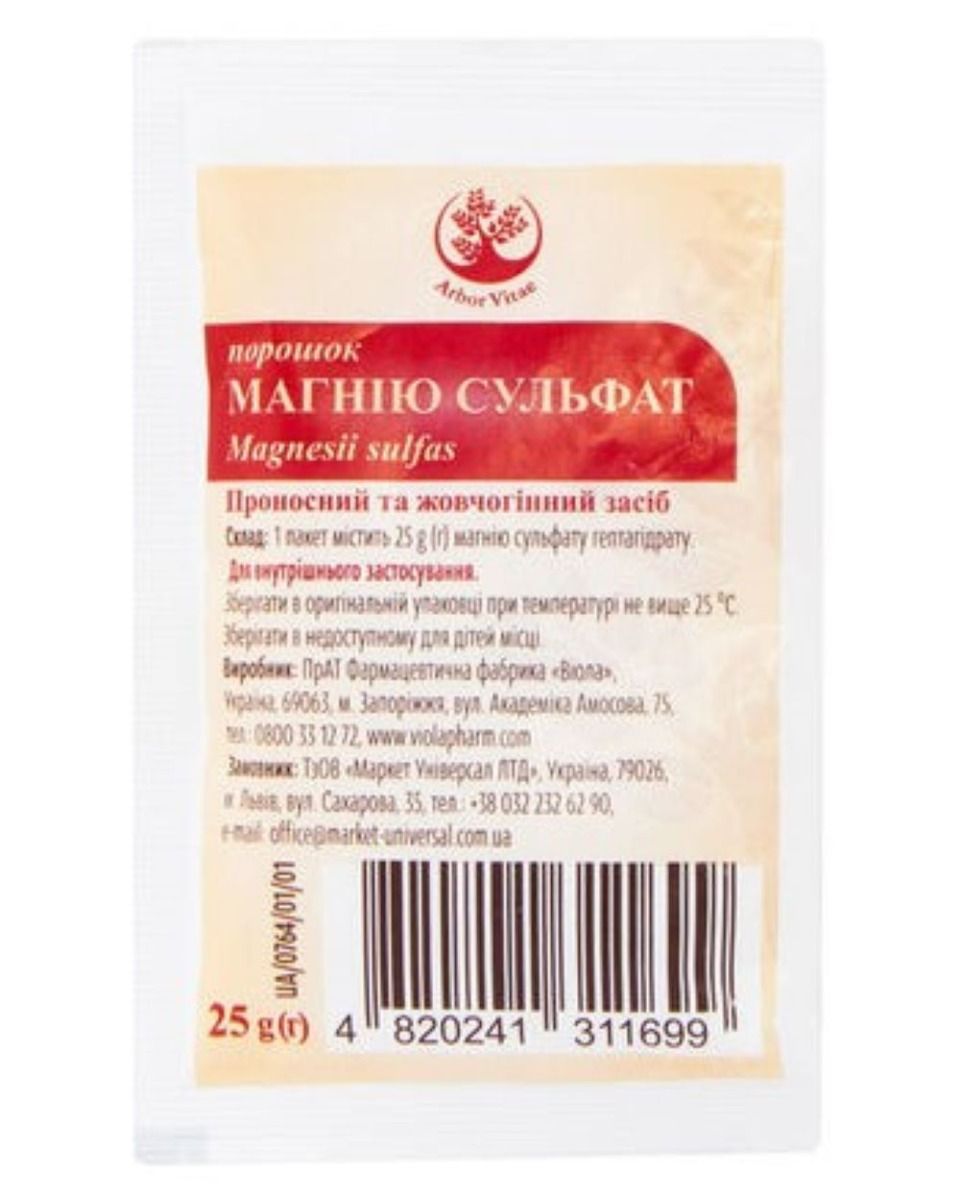 Arbor Vitae
порошок
МАГНІЮ СУЛЬФАТ
Magnesii sulfas
Проносний та жовчогінний засіб
Склад: 1 пакет містить 25 g (г) магнію сульфату гептагідрату.
Для внутрішнього застосування.
Зберігати в оригінальній упаковці при температурі не вище 25 °С.
Зберігати в недоступному для дітей місці.
Виробник: ПрАТ Фармацевтична фабрика «Віола»,
Україна, 69063, м. Запоріжжя, вул. Академіка Амосова, 75,
тел.: 0800 33 12 72, www.violapharm.com
Замовник: ТзОВ «Маркет Універсал ЛТД», Україна, 79026,
м. Львів, вул. Сахарова, 35, тел.: +38 032 232 62 90,
e-mail: office@market-universal.com.ua
UA/0764/01/01
25 g (г)
4 820241 311699